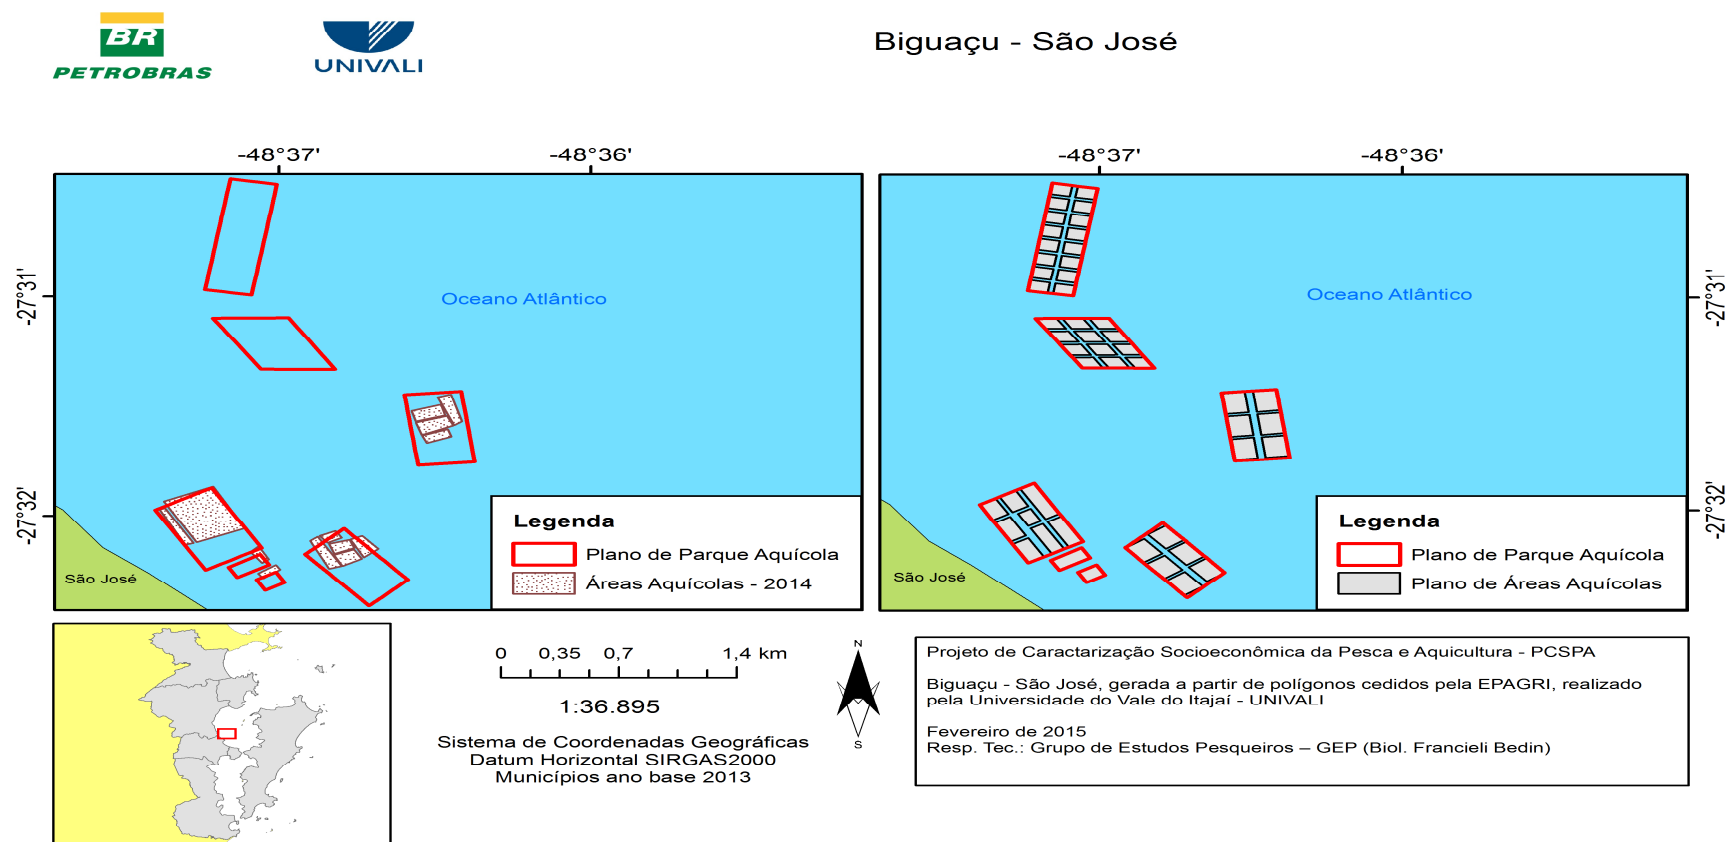 BR
PETROBRAS
UNIVALI
Biguaçu - São José
-48°37'
-48°36'
-48°37'
-48°36'
-27°31'
-27°32'
Oceano Atlântico
São José
Legenda
Plano de Parque Aquícola
Áreas Aquícolas - 2014
Oceano Atlântico
São José
Legenda
Plano de Parque Aquícola
Plano de Áreas Aquícolas
-27°31'
-27°32'
0 0,35 0,7 1,4 km
1:36.895
Sistema de Coordenadas Geográficas
Datum Horizontal SIRGAS2000
Municípios ano base 2013
N
S
Projeto de Caractarização Socioeconômica da Pesca e Aquicultura - PCSPA
Biguaçu - São José, gerada a partir de polígonos cedidos pela EPAGRI, realizado
pela Universidade do Vale do Itajaí - UNIVALI
Fevereiro de 2015
Resp. Tec.: Grupo de Estudos Pesqueiros – GEP (Biol. Francieli Bedin)